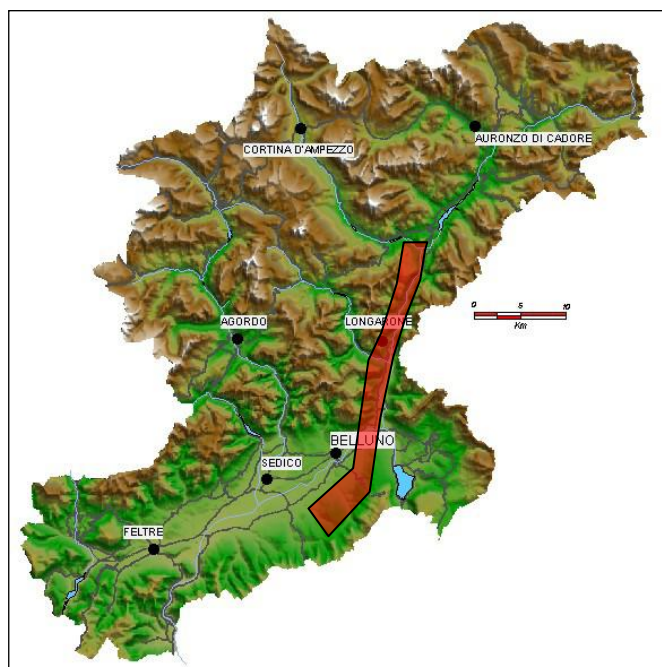 CORTINA D'AMPEZZO
AURONZO DI CADORE
AGORDO
LONGARONE
0 5 10
Km
BELLUNO
SEDICO
FELTRE